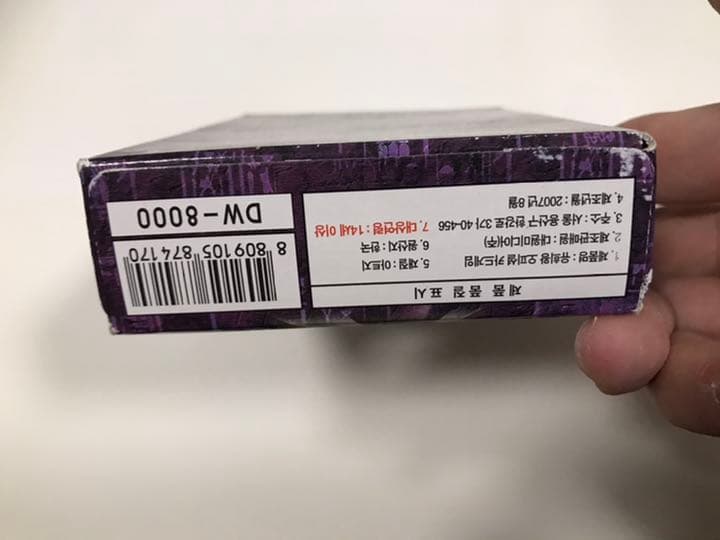 제 품 품 질 표 시
1. 제품명 : 유희왕 오피셜 카드게임
2. 제조판매원 : 대원미디어(주)
3. 주소 : 서울 용산구 한강로 3가 40-456
4. 제조년월 : 2007년 8월
5. 재질 : 아트지
6. 원산지 : 한국
7. 대상연령 : 14세 이상
8 809105 874170
DW-8000